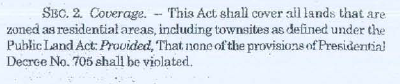 SEC. 2. Coverage. – This Act shall cover all lands that are
zoned as residential areas, including townsites as defined under the
Public Land Act: Provided, That none of the provisions of Presidential
Decree No. 705 shall be violated.